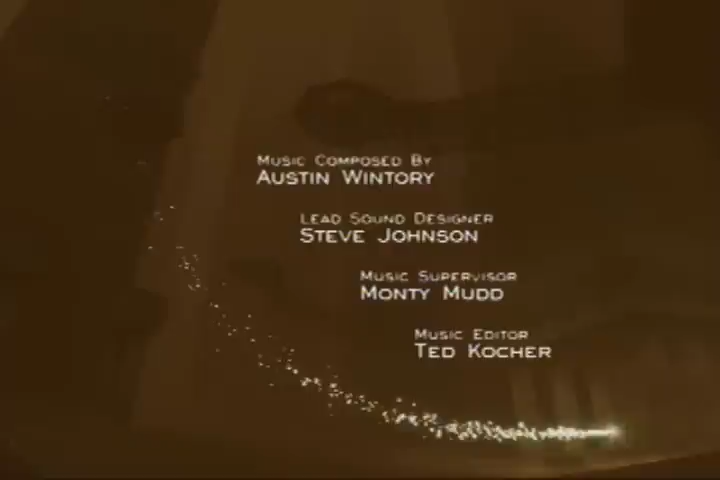 Music Composed By
Austin Wintory
Lead Sound Designer
Steve Johnson
Music Supervisor
Monty Mudd
Music Editor
Ted Kocher